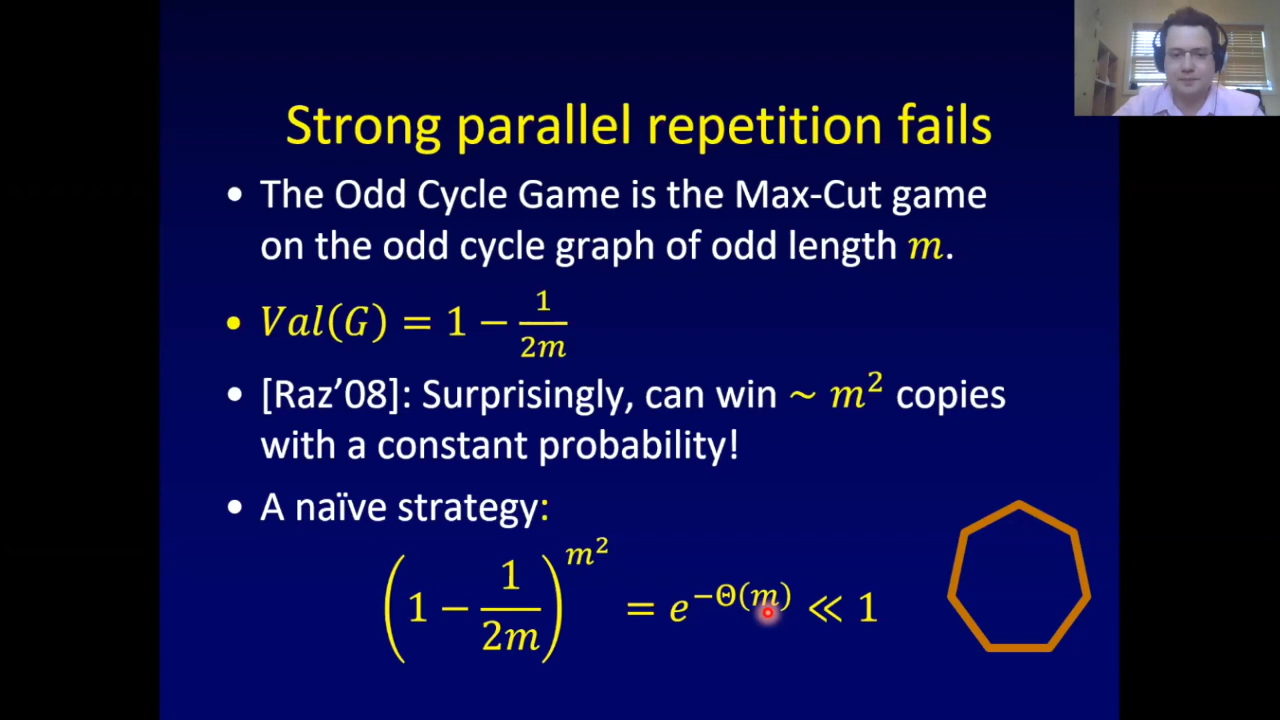 Strong parallel repetition fails
• The Odd Cycle Game is the Max-Cut game
on the odd cycle graph of odd length m.
• Val(G) = 1 − 1/2m
• [Raz’08]: Surprisingly, can win ~ m² copies
with a constant probability!
• A naïve strategy:
(1 − 1/2m)^m² = e^−Θ(m) ≪ 1